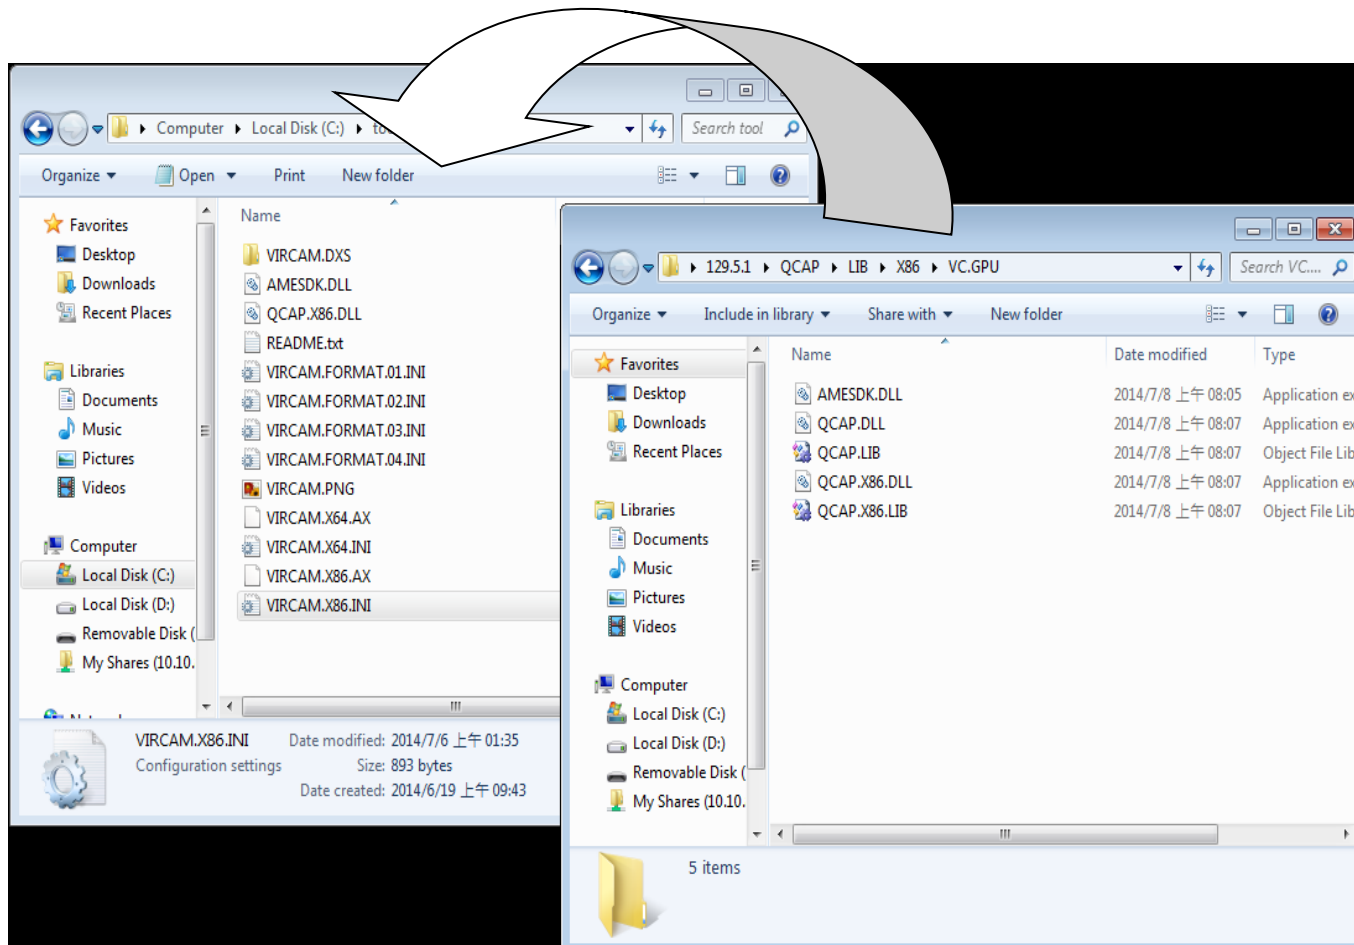 Computer Local Disk (C:)
Search tool
Organize Open Print New folder
Favorites
Desktop
Downloads
Recent Places
Libraries
Documents
Music
Pictures
Videos
Computer
Local Disk (C:)
Local Disk (D:)
Removable Disk (
My Shares (10.10.
Name
VIRCAM.DXS
AMESDK.DLL
QCAP.X86.DLL
README.txt
VIRCAM.FORMAT.01.INI
VIRCAM.FORMAT.02.INI
VIRCAM.FORMAT.03.INI
VIRCAM.FORMAT.04.INI
VIRCAM.PNG
VIRCAM.X64.AX
VIRCAM.X64.INI
VIRCAM.X86.AX
VIRCAM.X86.INI
VIRCAM.X86.INI Date modified: 2014/7/6 上午 01:35
Configuration settings Size: 893 bytes
Date created: 2014/6/19 上午 09:43
129.5.1 QCAP LIB X86 VC.GPU
Search VC....
Organize Include in library Share with New folder
Favorites
Desktop
Downloads
Recent Places
Libraries
Documents
Music
Pictures
Videos
Computer
Local Disk (C:)
Local Disk (D:)
Removable Disk (
My Shares (10.10.
Name Date modified Type
AMESDK.DLL 2014/7/8 上午 08:05 Application ex
QCAP.DLL 2014/7/8 上午 08:07 Application ex
QCAP.LIB 2014/7/8 上午 08:07 Object File Lib
QCAP.X86.DLL 2014/7/8 上午 08:07 Application ex
QCAP.X86.LIB 2014/7/8 上午 08:07 Object File Lib
5 items